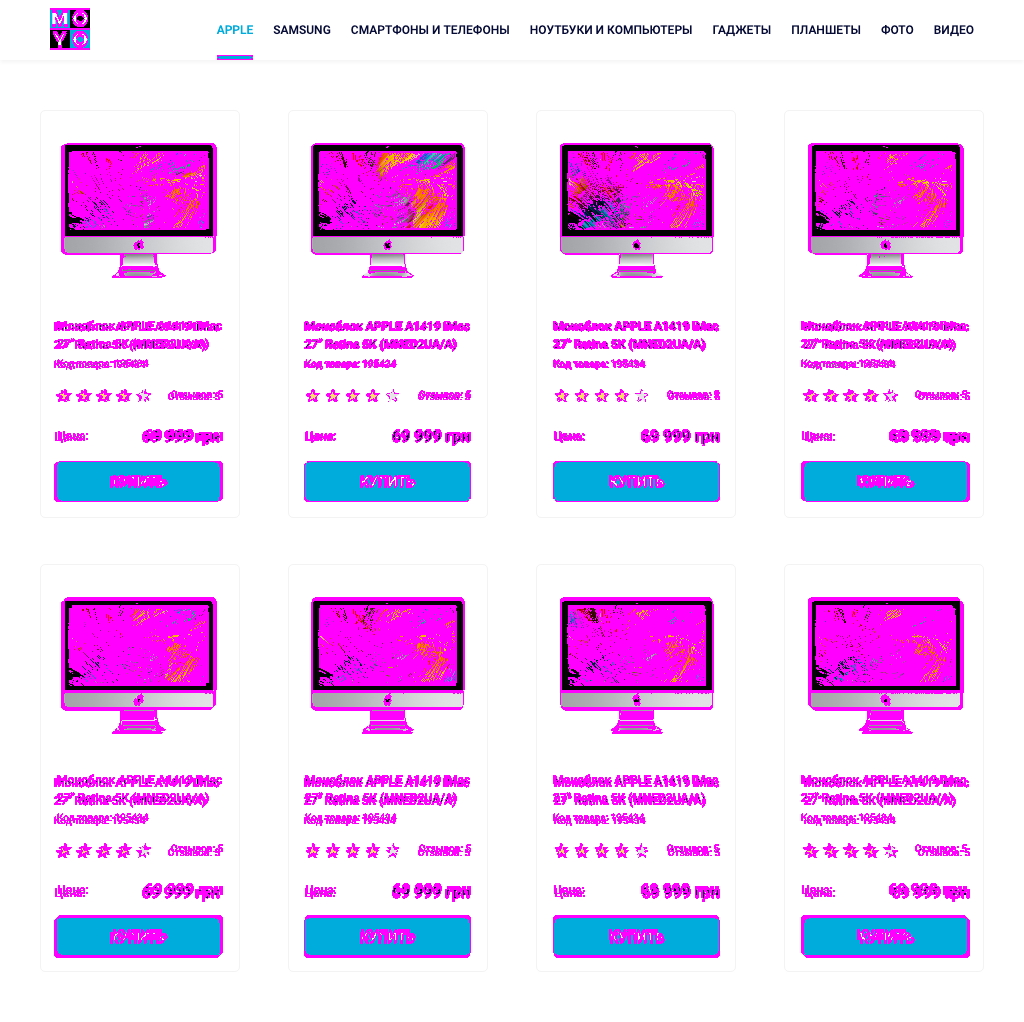 MO
YO
APPLE SAMSUNG СМАРТФОНЫ И ТЕЛЕФОНЫ НОУТБУКИ И КОМПЬЮТЕРЫ ГАДЖЕТЫ ПЛАНШЕТЫ ФОТО ВИДЕО
Моноблок APPLE A1419 iMac Моноблок APPLE A1419 iMac Моноблок APPLE A1419 iMac Моноблок APPLE A1419 iMac
27" Retina 5K (MNED2UA/A) 27" Retina 5K (MNED2UA/A) 27" Retina 5K (MNED2UA/A) 27" Retina 5K (MNED2UA/A)
Код товара: 195434 Код товара: 195434 Код товара: 195434 Код товара: 195434
Отзывов: 5 Отзывов: 5 Отзывов: 5 Отзывов: 5
Цена: 69 999 грн Цена: 69 999 грн Цена: 69 999 грн Цена: 69 999 грн
КУПИТЬ КУПИТЬ КУПИТЬ КУПИТЬ
Моноблок APPLE A1419 iMac Моноблок APPLE A1419 iMac Моноблок APPLE A1419 iMac Моноблок APPLE A1419 iMac
27" Retina 5K (MNED2UA/A) 27" Retina 5K (MNED2UA/A) 27" Retina 5K (MNED2UA/A) 27" Retina 5K (MNED2UA/A)
Код товара: 195434 Код товара: 195434 Код товара: 195434 Код товара: 195434
Отзывов: 5 Отзывов: 5 Отзывов: 5 Отзывов: 5
Цена: 69 999 грн Цена: 69 999 грн Цена: 69 999 грн Цена: 69 999 грн
КУПИТЬ КУПИТЬ КУПИТЬ КУПИТЬ